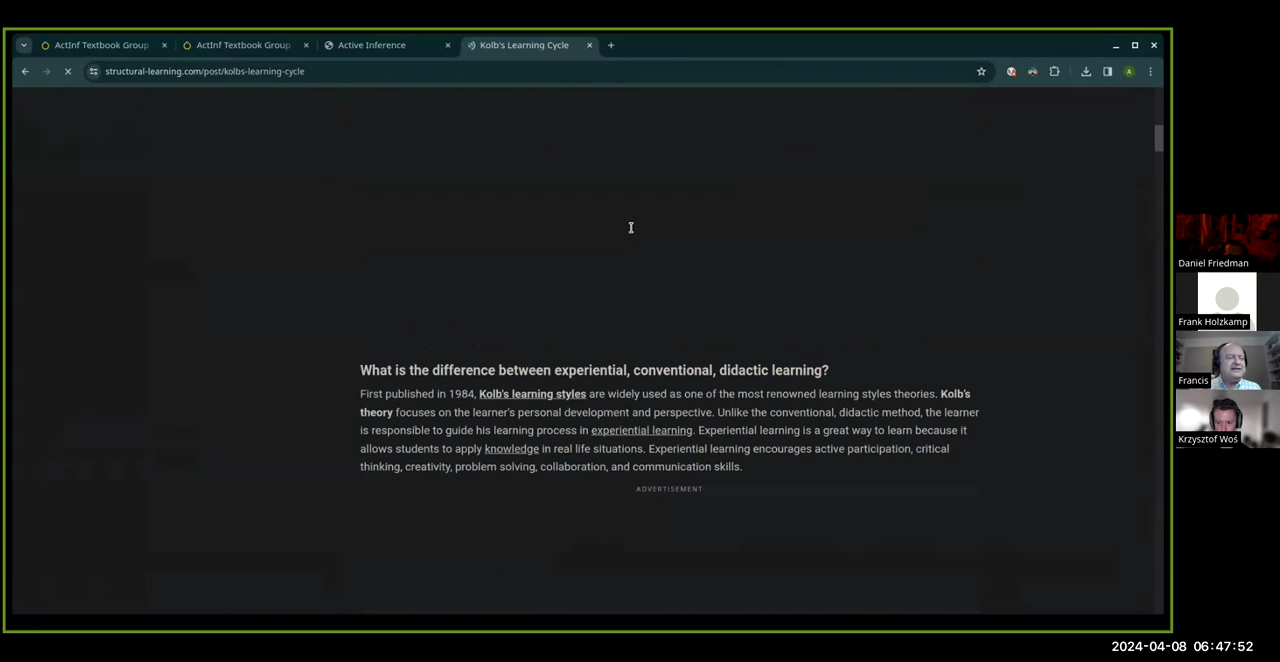 ActInf Textbook Group
ActInf Textbook Group
Active Inference
Kolb's Learning Cycle
structural-learning.com/post/kolbs-learning-cycle
A
What is the difference between experiential, conventional, didactic learning?
First published in 1984, Kolb's learning styles are widely used as one of the most renowned learning styles theories. Kolb's
theory focuses on the learner's personal development and perspective. Unlike the conventional, didactic method, the learner
is responsible to guide his learning process in experiential learning. Experiential learning is a great way to learn because it
allows students to apply knowledge in real life situations. Experiential learning encourages active participation, critical
thinking, creativity, problem solving, collaboration, and communication skills.
ADVERTISEMENT
Daniel Friedman
Frank Holzkamp
Francis
Krzysztof Woś
2024-04-08 06:47:52